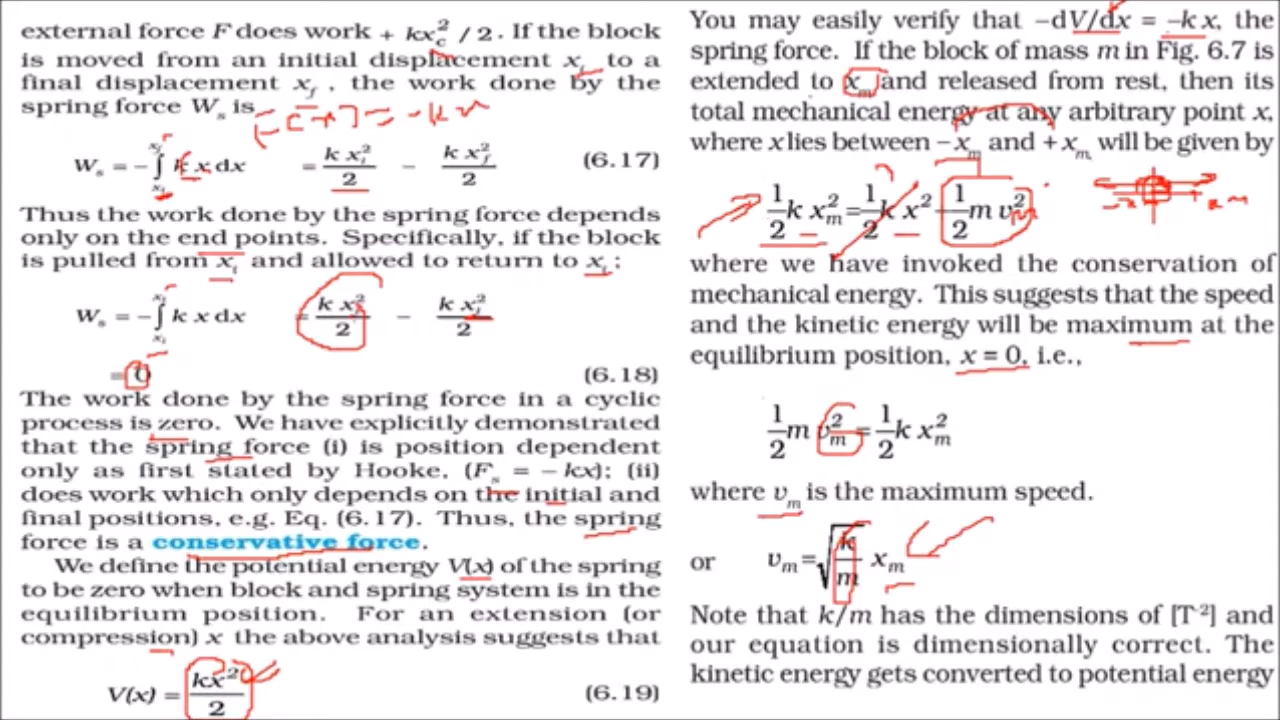 external force F does work + kx_c^2 / 2. If the block
is moved from an initial displacement x_i to a
final displacement x_f , the work done by the
spring force W_s is
−[x] = −kx
W_s = − ∫_{x_i}^{x_f} k x dx = k x_i^2 / 2 − k x_f^2 / 2 (6.17)
Thus the work done by the spring force depends
only on the end points. Specifically, if the block
is pulled from x_i and allowed to return to x_i ;
W_s = − ∫_{x_i}^{x_i} k x dx = k x_i^2 / 2 − k x_i^2 / 2
= 0 (6.18)
The work done by the spring force in a cyclic
process is zero. We have explicitly demonstrated
that the spring force (i) is position dependent
only as first stated by Hooke, (F_s = − kx); (ii)
does work which only depends on the initial and
final positions, e.g. Eq. (6.17). Thus, the spring
force is a conservative force.
We define the potential energy V(x) of the spring
to be zero when block and spring system is in the
equilibrium position. For an extension (or
compression) x the above analysis suggests that
V(x) = kx^2 / 2 (6.19)
You may easily verify that −dV/dx = −k x, the
spring force. If the block of mass m in Fig. 6.7 is
extended to x_m and released from rest, then its
total mechanical energy at any arbitrary point x,
where x lies between −x_m and +x_m, will be given by
1/2 k x_m^2 = 1/2 k x^2 1/2 m v^2
−x +xm
where we have invoked the conservation of
mechanical energy. This suggests that the speed
and the kinetic energy will be maximum at the
equilibrium position, x = 0, i.e.,
1/2 m v_m^2 = 1/2 k x_m^2
where v_m is the maximum speed.
or v_m = √(k/m) x_m
Note that k/m has the dimensions of [T^-2] and
our equation is dimensionally correct. The
kinetic energy gets converted to potential energy